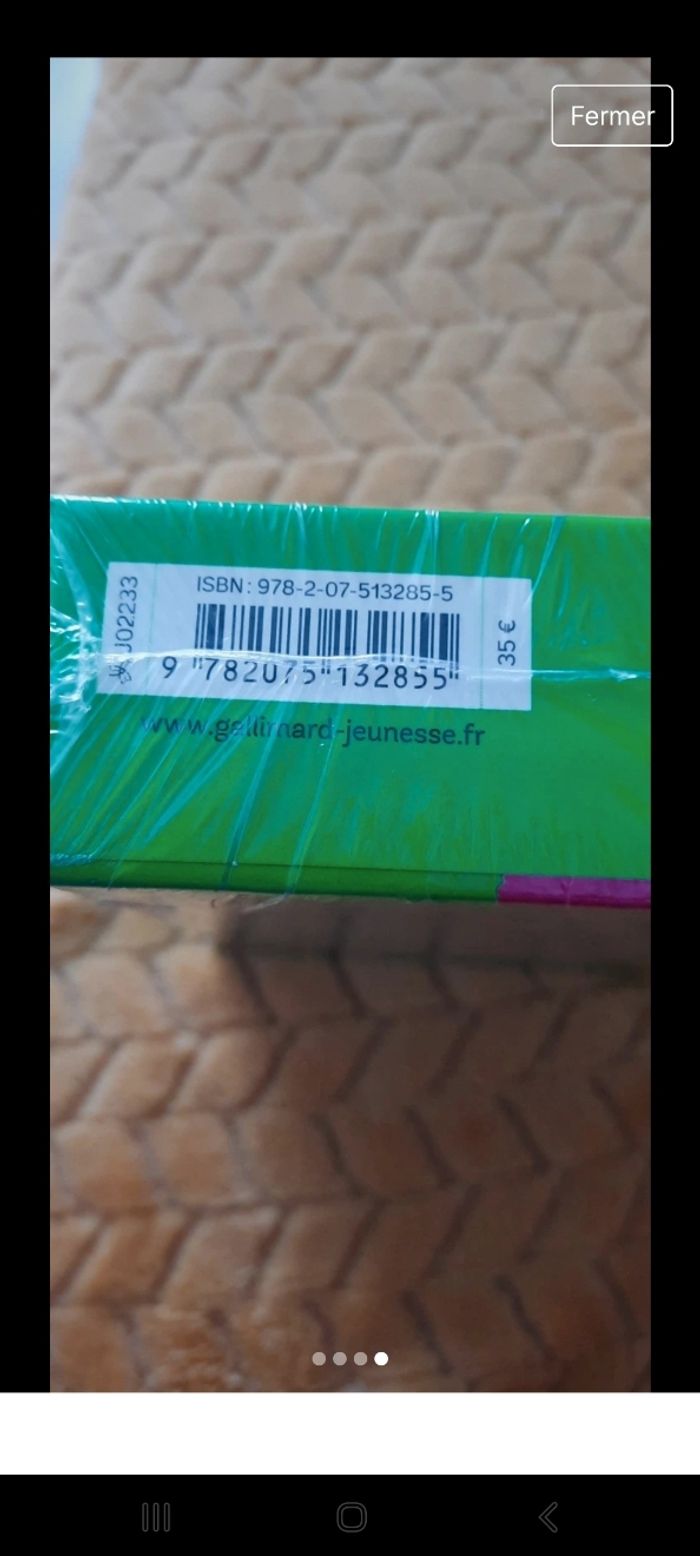 Fermer
J02233
ISBN : 978-2-07-513285-5
9 782075 132855
35 €
www.gallimard-jeunesse.fr